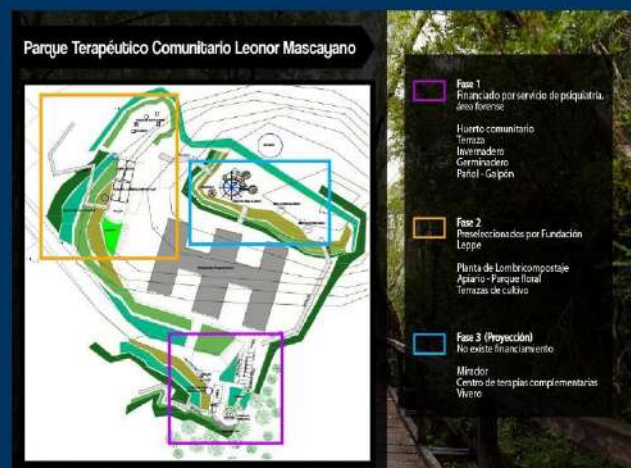 Parque Terapéutico Comunitario Leonor Mascayano
Fase 1
Financiado por servicio de psiquiatría.
área forense
Huerto comunitario
Terraza
Invernadero
Germinadero
Pañol - Galpón
Fase 2
Preseleccionados por Fundación
Leppe
Planta de Lombricompostaje
Apiario - Parque floral
Terrazas de cultivo
Fase 3 (Proyección)
No existe financiamiento
Mirador
Centro de terapias complementarias
Vivero